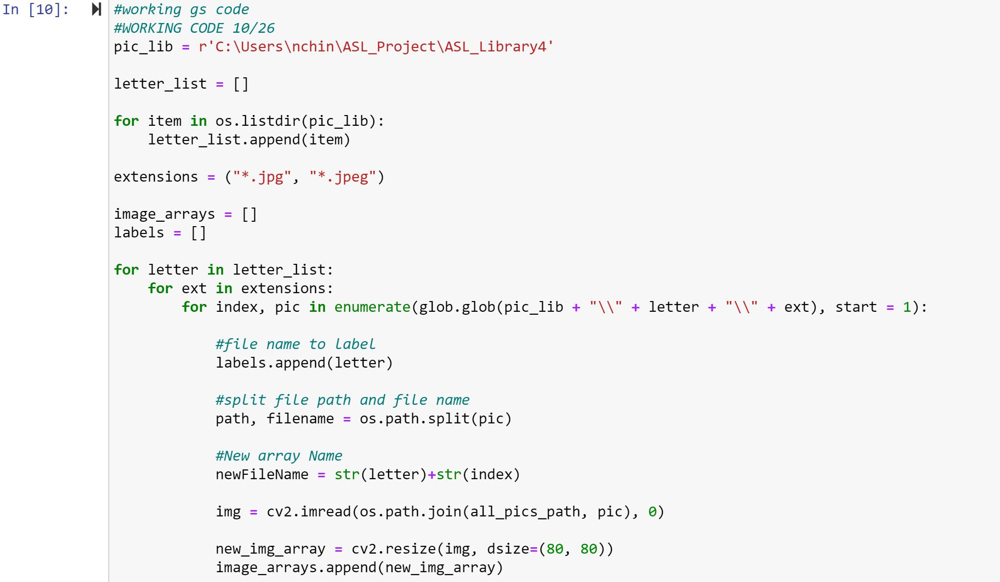 In [10]:
#working gs code
#WORKING CODE 10/26
pic_lib = r'C:\Users\nchin\ASL_Project\ASL_Library4'
letter_list = []
for item in os.listdir(pic_lib):
    letter_list.append(item)
extensions = ("*.jpg", "*.jpeg")
image_arrays = []
labels = []
for letter in letter_list:
    for ext in extensions:
        for index, pic in enumerate(glob.glob(pic_lib + "\\" + letter + "\\" + ext), start = 1):
            #file name to label
            labels.append(letter)
            #split file path and file name
            path, filename = os.path.split(pic)
            #New array Name
            newFileName = str(letter)+str(index)
            img = cv2.imread(os.path.join(all_pics_path, pic), 0)
            new_img_array = cv2.resize(img, dsize=(80, 80))
            image_arrays.append(new_img_array)